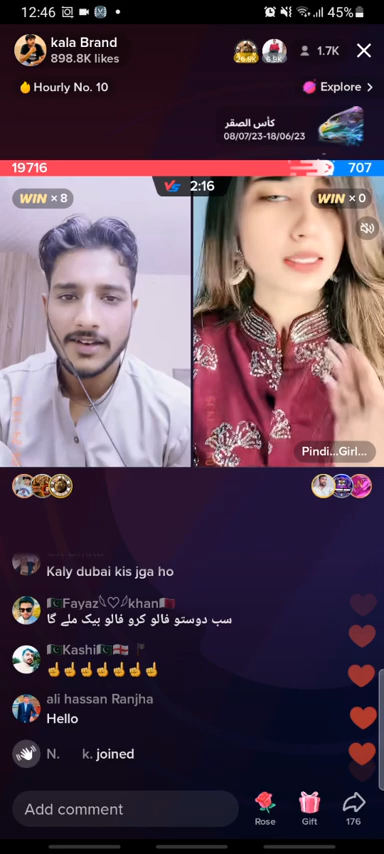 12:46
45%
kala Brand
898.8K likes
1.7K
Hourly No. 10
Explore >
كأس الصقر
08/07/23-18/06/23
19716
707
VS 2:16
WIN × 8
WIN × 0
Pindi...Girl...
Kaly dubai kis jga ho
Fayaz khan
سب دوستو فالو کرو فالو بیک ملے گا
Kashi
ali hassan Ranjha
Hello
N. k. joined
Add comment
Rose
Gift
176